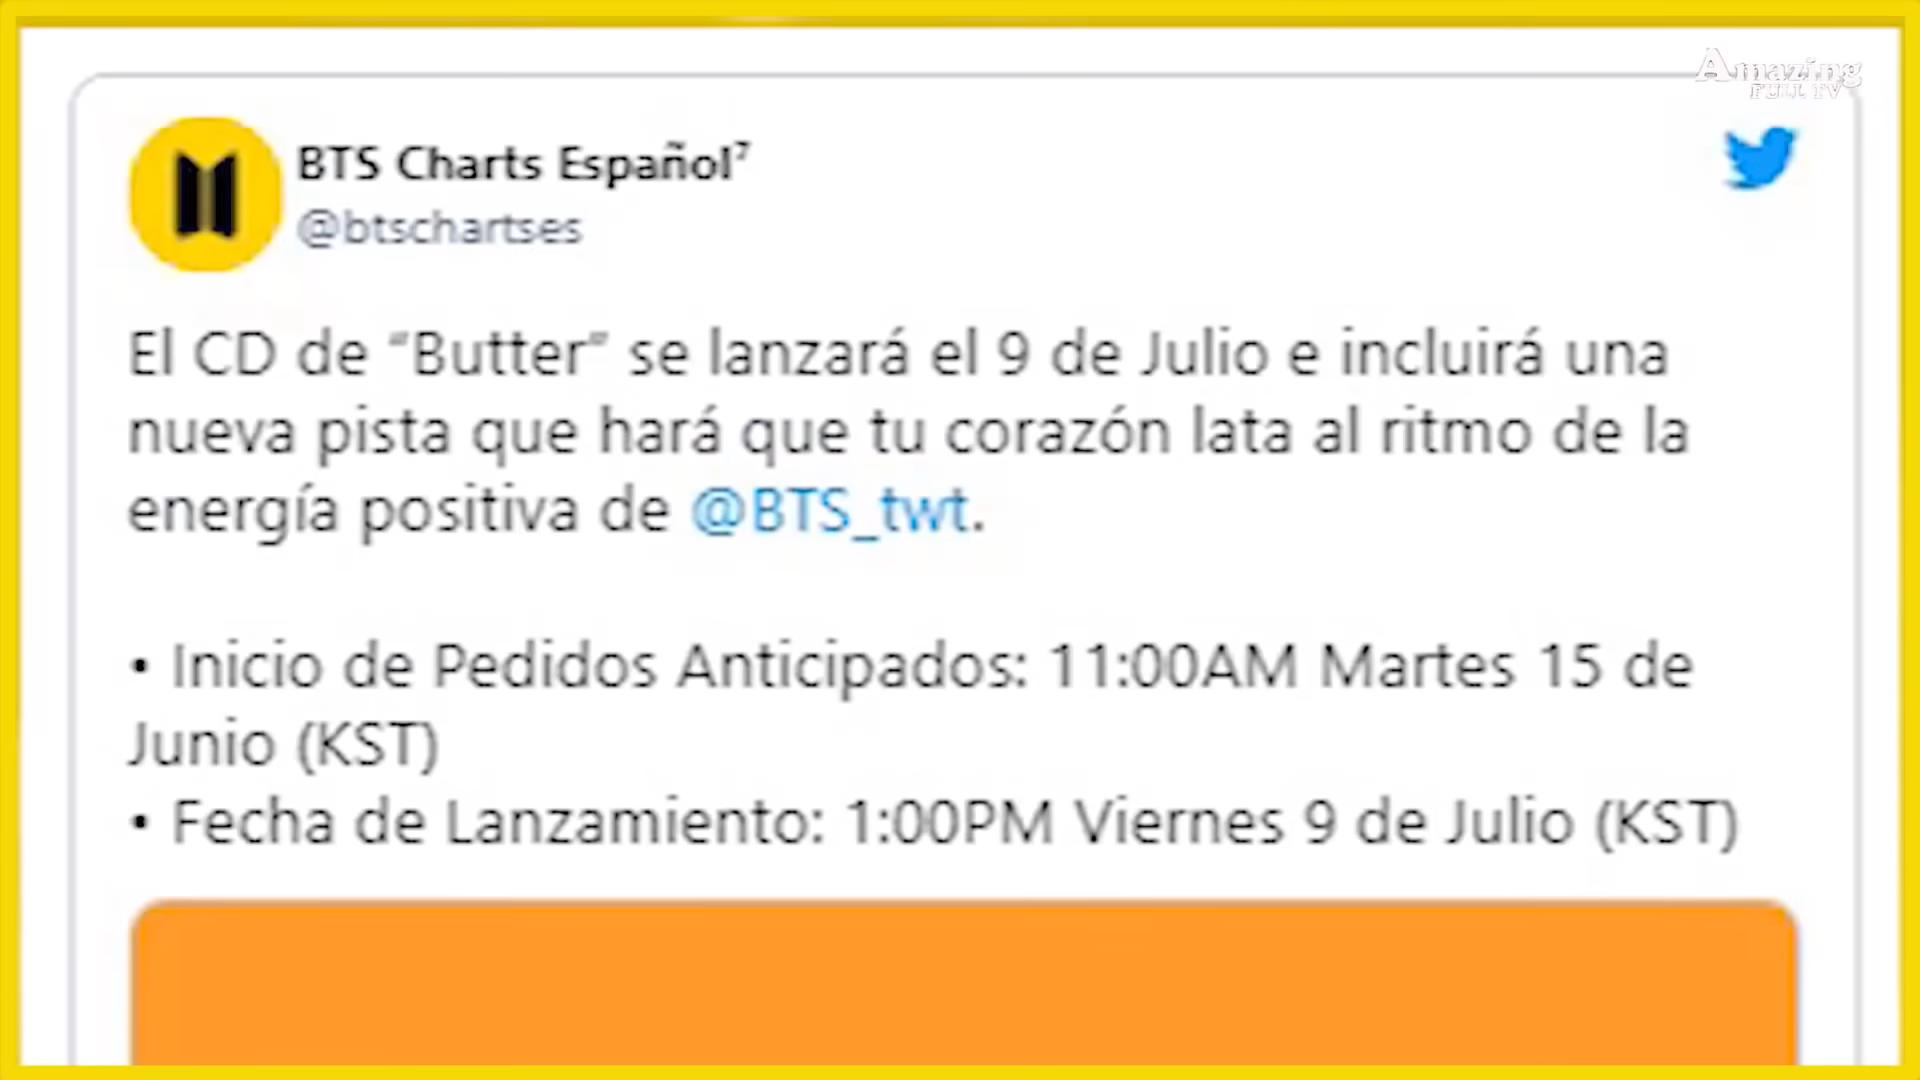 Amazing
FULL TV
BTS Charts Español⁷
@btschartses
El CD de “Butter” se lanzará el 9 de Julio e incluirá una
nueva pista que hará que tu corazón lata al ritmo de la
energía positiva de @BTS_twt.
• Inicio de Pedidos Anticipados: 11:00AM Martes 15 de
Junio (KST)
• Fecha de Lanzamiento: 1:00PM Viernes 9 de Julio (KST)